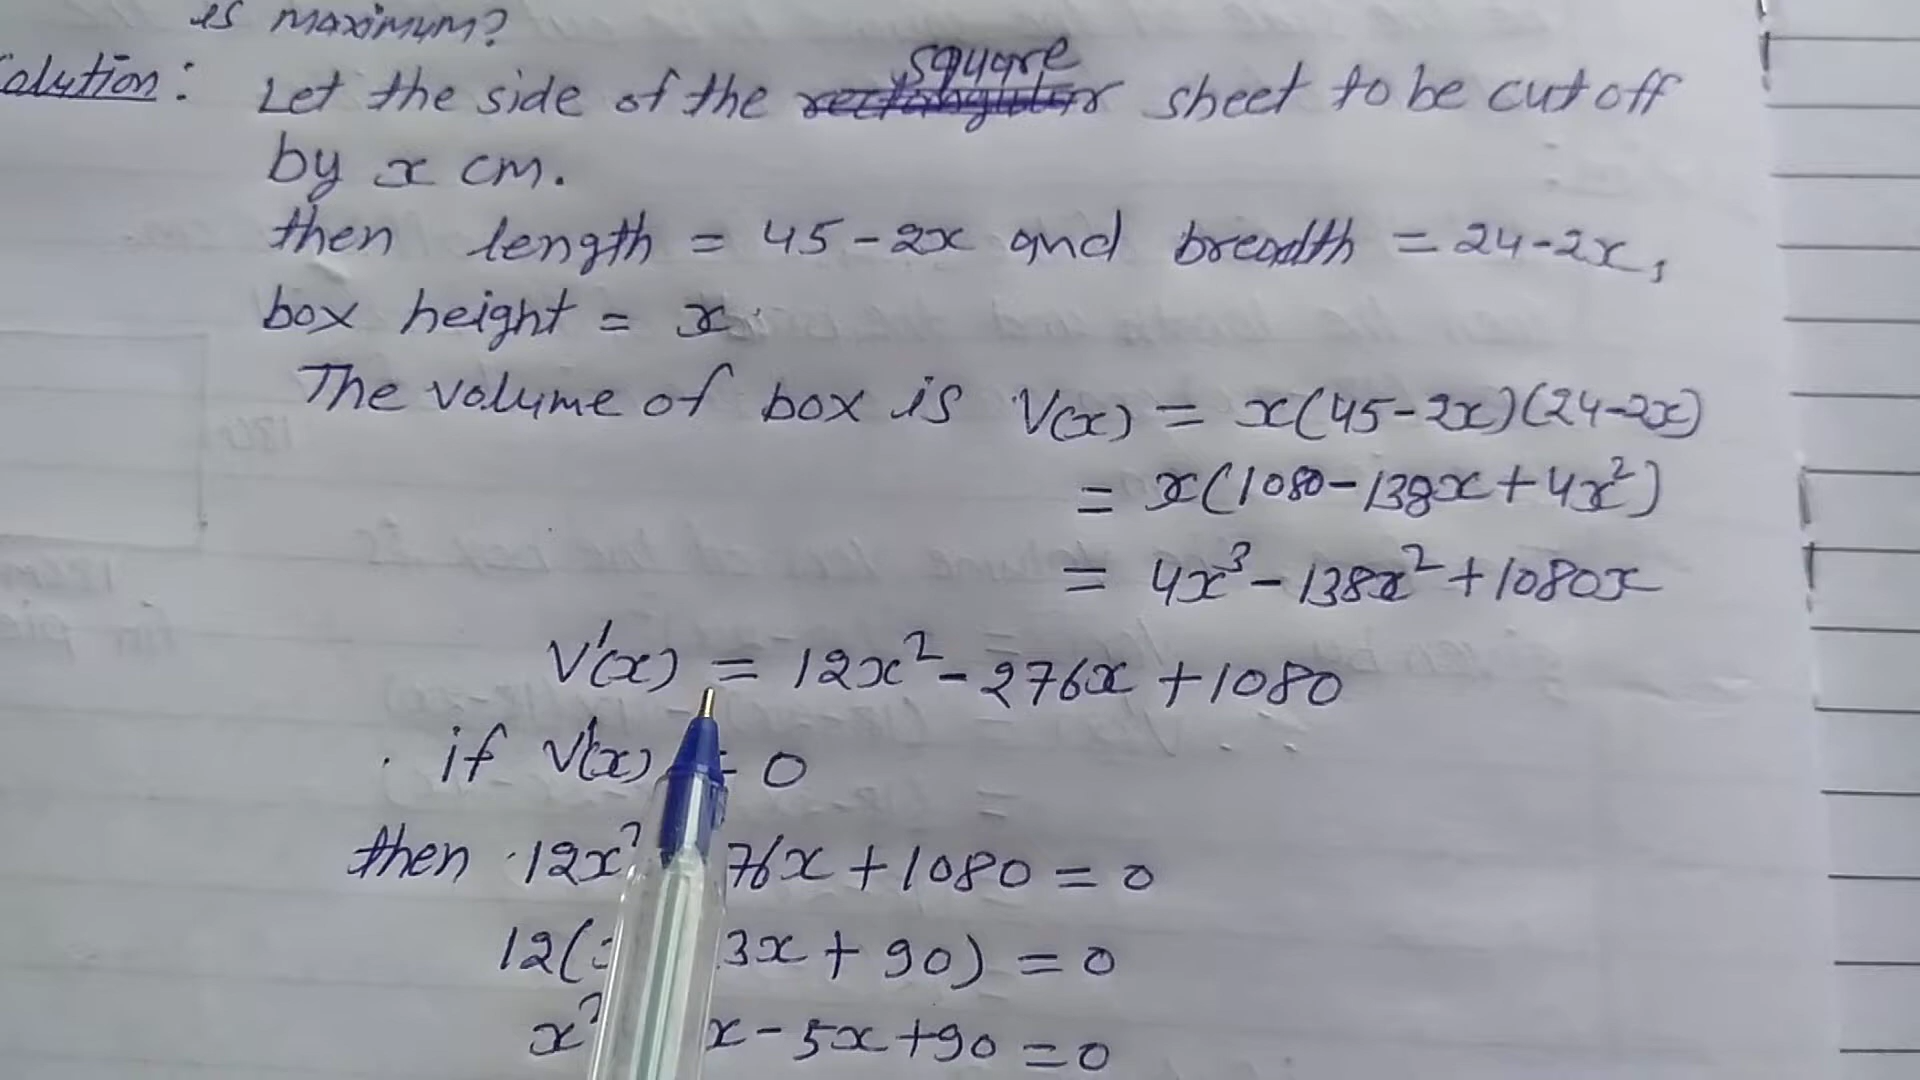 is maximum?
olution: Let the side of the square sheet to be cut off
by x cm.
then length = 45-2x and breadth = 24-2x,
box height = x
The volume of box is V(x) = x(45-2x)(24-2x)
= x(1080-138x+4x²)
= 4x³-138x²+1080x
V'(x) = 12x²-276x+1080
if V'(x) = 0
then 12x² 76x+1080=0
12( 3x+90)=0
x² x-5x+90=0